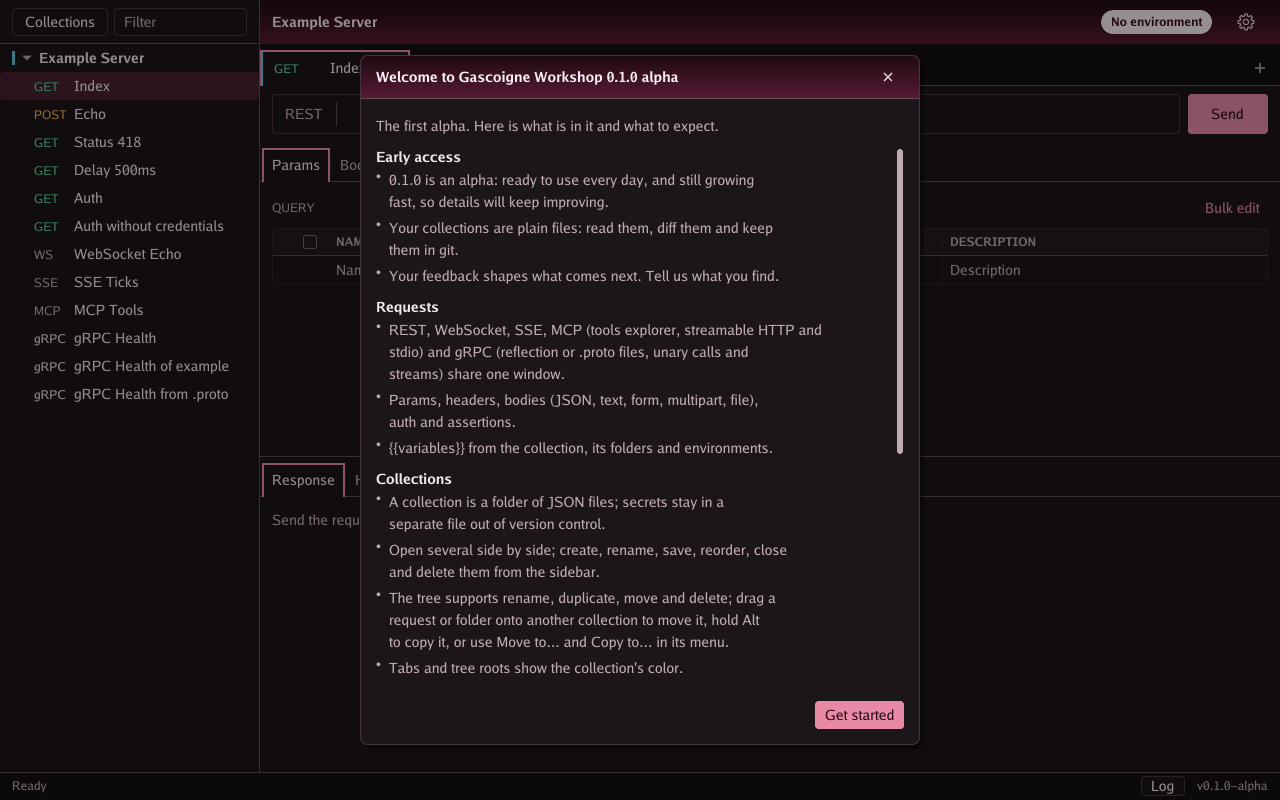 Collections
Filter
Example Server
No environment
Example Server
GET Index
POST Echo
GET Status 418
GET Delay 500ms
GET Auth
GET Auth without credentials
WS WebSocket Echo
SSE SSE Ticks
MCP MCP Tools
gRPC gRPC Health
gRPC gRPC Health of example
gRPC gRPC Health from .proto
GET
REST
Send
Params
QUERY
Bulk edit
DESCRIPTION
Description
Response
Send the
Welcome to Gascoigne Workshop 0.1.0 alpha
The first alpha. Here is what is in it and what to expect.
Early access
• 0.1.0 is an alpha: ready to use every day, and still growing
fast, so details will keep improving.
• Your collections are plain files: read them, diff them and keep
them in git.
• Your feedback shapes what comes next. Tell us what you find.
Requests
• REST, WebSocket, SSE, MCP (tools explorer, streamable HTTP and
stdio) and gRPC (reflection or .proto files, unary calls and
streams) share one window.
• Params, headers, bodies (JSON, text, form, multipart, file),
auth and assertions.
• {{variables}} from the collection, its folders and environments.
Collections
• A collection is a folder of JSON files; secrets stay in a
separate file out of version control.
• Open several side by side; create, rename, save, reorder, close
and delete them from the sidebar.
• The tree supports rename, duplicate, move and delete; drag a
request or folder onto another collection to move it, hold Alt
to copy it, or use Move to... and Copy to... in its menu.
• Tabs and tree roots show the collection's color.
Get started
Ready
Log
v0.1.0-alpha